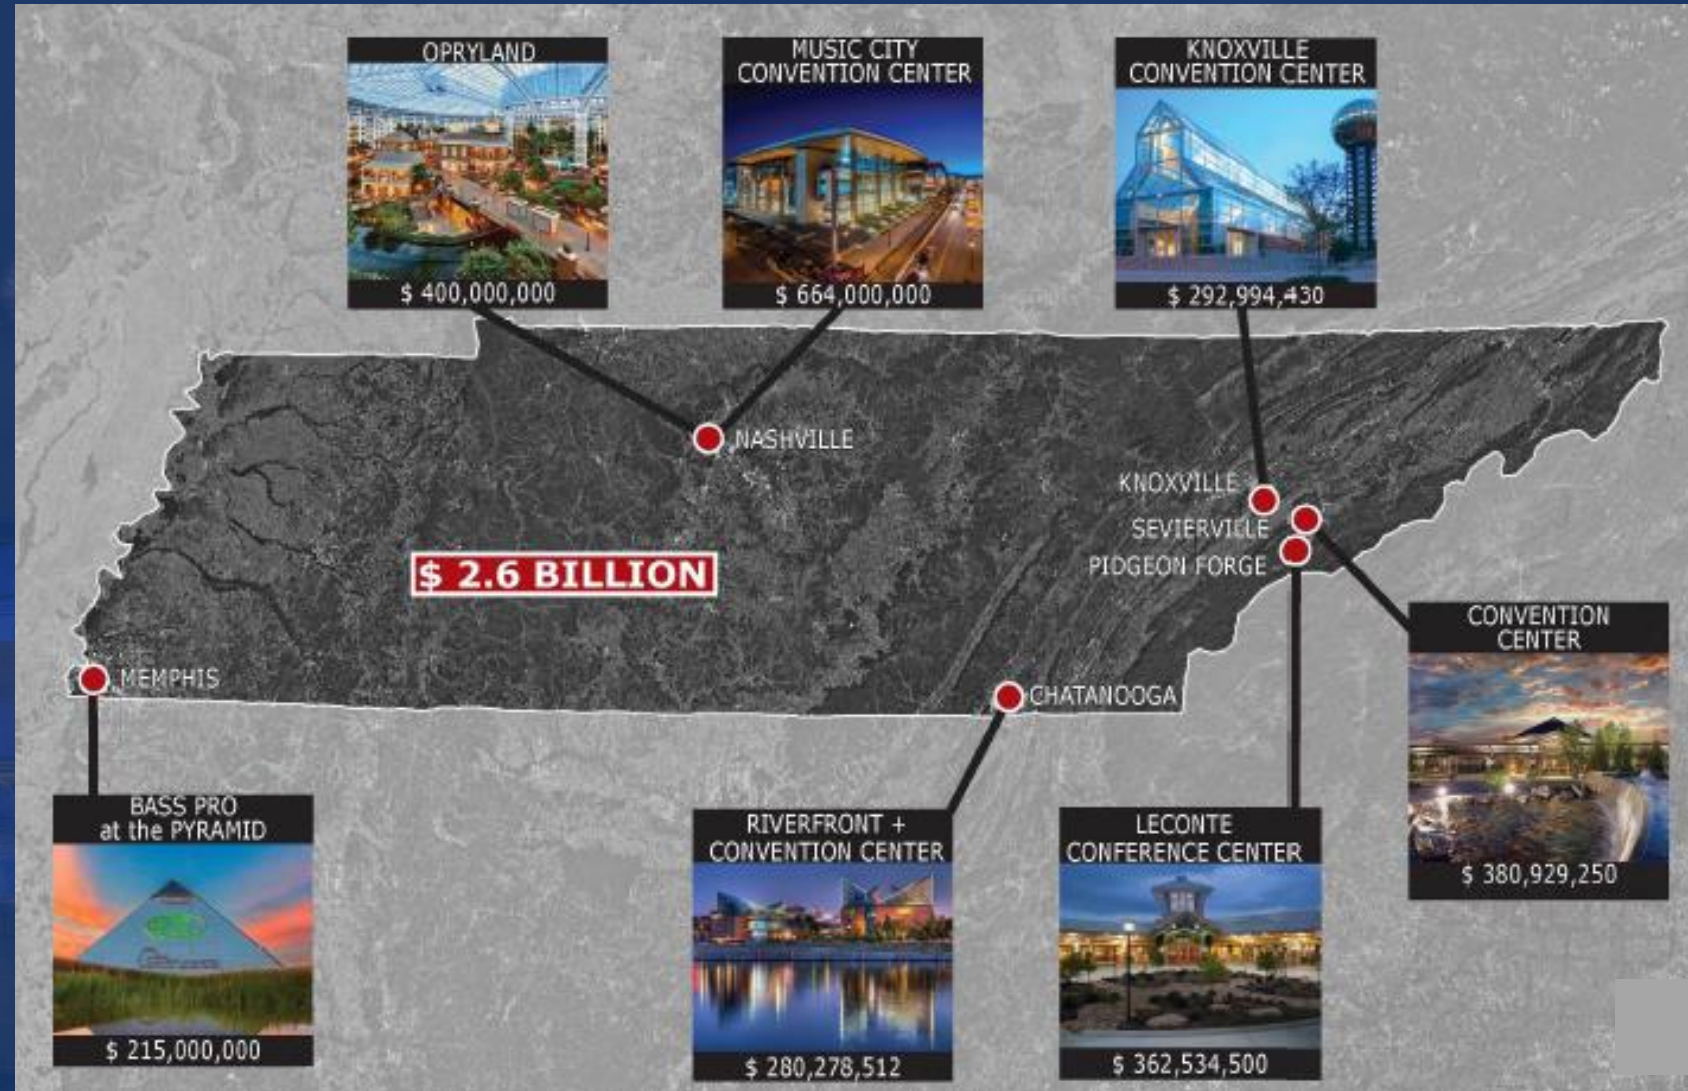 OPRYLAND
$ 400,000,000
MUSIC CITY
CONVENTION CENTER
$ 664,000,000
KNOXVILLE
CONVENTION CENTER
$ 292,994,430
NASHVILLE
KNOXVILLE
SEVIERVILLE
PIDGEON FORGE
$ 2.6 BILLION
MEMPHIS
CHATANOOGA
CONVENTION
CENTER
$ 380,929,250
BASS PRO
at the PYRAMID
$ 215,000,000
RIVERFRONT +
CONVENTION CENTER
$ 280,278,512
LECONTE
CONFERENCE CENTER
$ 362,534,500